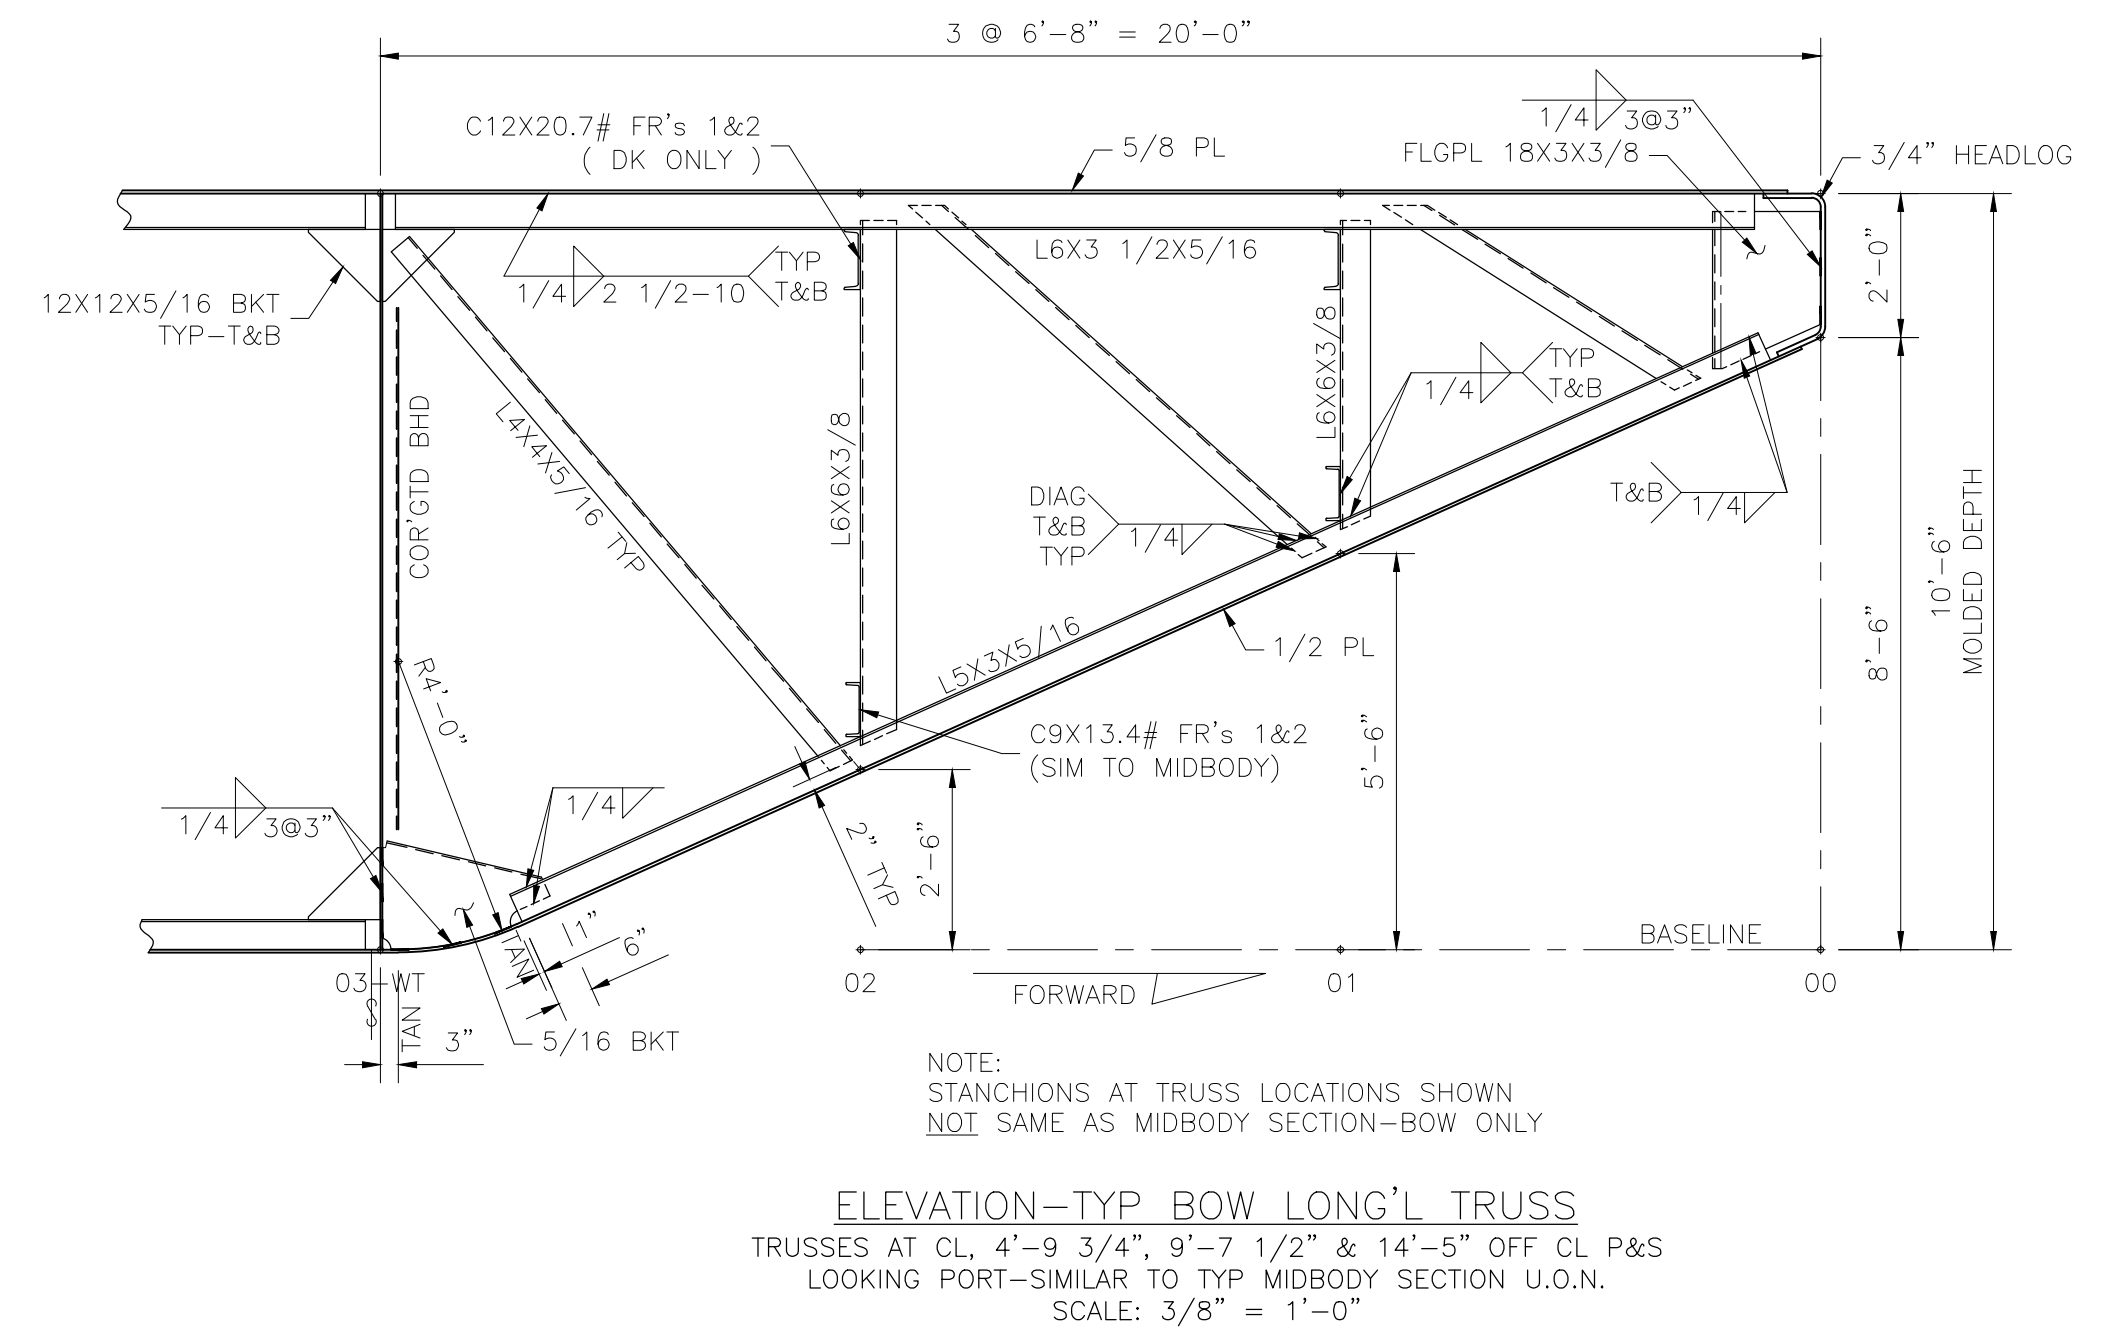 3 @ 6'-8" = 20'-0"
C12X20.7# FR's 1&2
( DK ONLY )
5/8 PL
1/4
3@3"
FLGPL 18X3X3/8
3/4" HEADLOG
L6X3 1/2X5/16
1/4
2 1/2-10
TYP
T&B
12X12X5/16 BKT
TYP-T&B
2'-0"
L6X6X3/8
1/4
TYP
T&B
COR'GTD BHD
L4X4X5/16 TYP
L6X6X3/8
DIAG
T&B
TYP
1/4
T&B
1/4
10'-6"
MOLDED DEPTH
8'-6"
R4'-0"
L5X3X5/16
1/2 PL
5'-6"
C9X13.4# FR's 1&2
(SIM TO MIDBODY)
1/4
3@3"
1/4
2" TYP
2'-6"
1"
6"
TAN
BASELINE
03-WT
02
01
00
FORWARD
TAN
3"
5/16 BKT
NOTE:
STANCHIONS AT TRUSS LOCATIONS SHOWN
NOT SAME AS MIDBODY SECTION-BOW ONLY
ELEVATION-TYP BOW LONG'L TRUSS
TRUSSES AT CL, 4'-9 3/4", 9'-7 1/2" & 14'-5" OFF CL P&S
LOOKING PORT-SIMILAR TO TYP MIDBODY SECTION U.O.N.
SCALE: 3/8" = 1'-0"